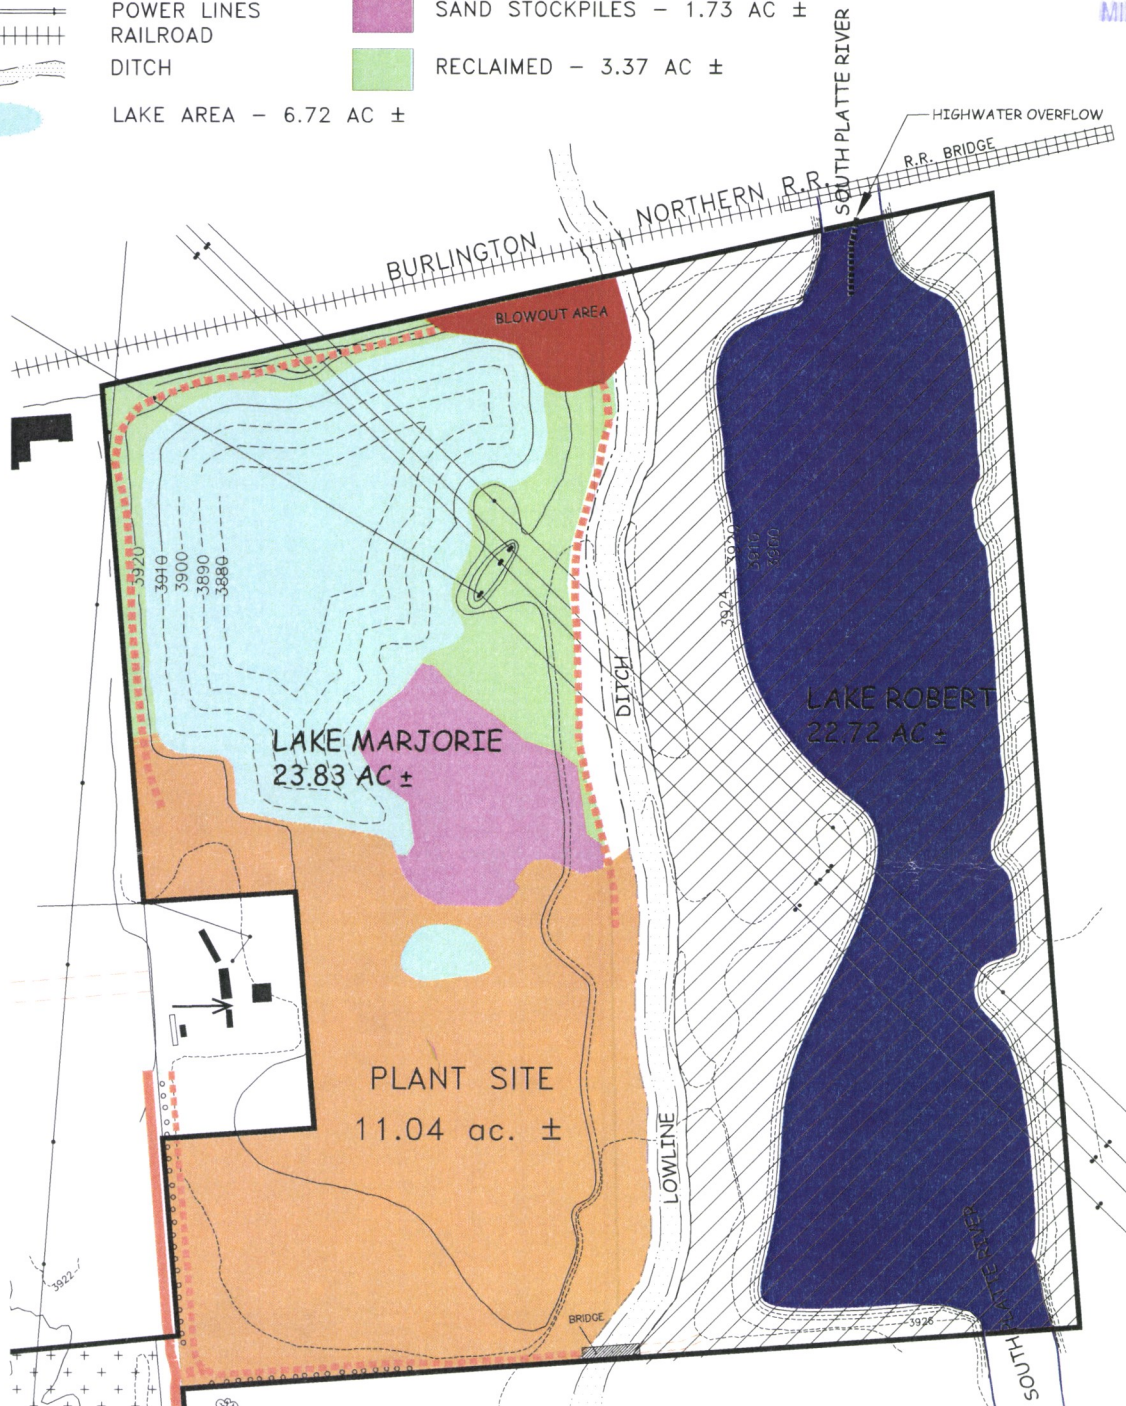 POWER LINES
SAND STOCKPILES - 1.73 AC ±
RAILROAD
DITCH
RECLAIMED - 3.37 AC ±
LAKE AREA - 6.72 AC ±
SOUTH PLATTE RIVER
HIGHWATER OVERFLOW
R.R. BRIDGE
BURLINGTON NORTHERN R.R.
BLOWOUT AREA
3920
3910
3900
3890
3880
3920
3910
3900
3924
DITCH
LAKE ROBERT
22.72 AC ±
LAKE MARJORIE
23.83 AC ±
PLANT SITE
11.04 ac. ±
LOWLINE
3922
BRIDGE
3926
SOUTH PLATTE RIVER
SOUTH